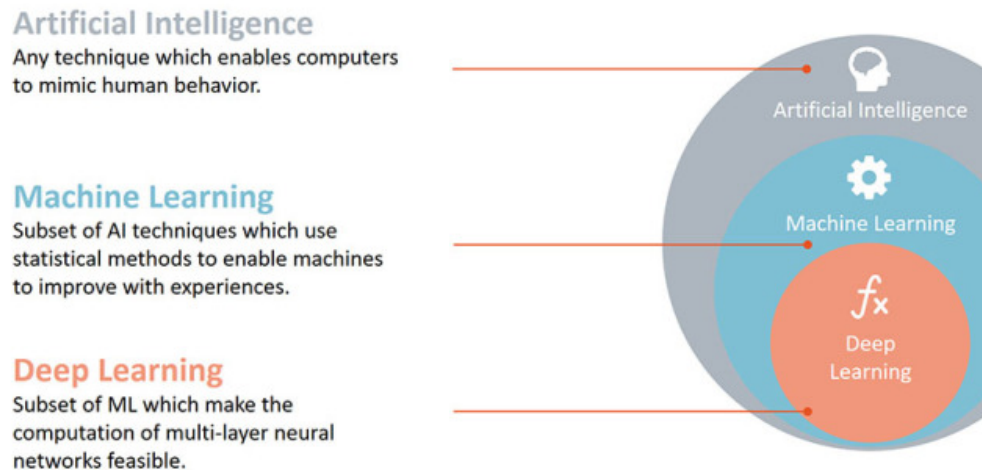 Artificial Intelligence
Any technique which enables computers
to mimic human behavior.
Machine Learning
Subset of AI techniques which use
statistical methods to enable machines
to improve with experiences.
Deep Learning
Subset of ML which make the
computation of multi-layer neural
networks feasible.
Artificial Intelligence
Machine Learning
fx
Deep
Learning